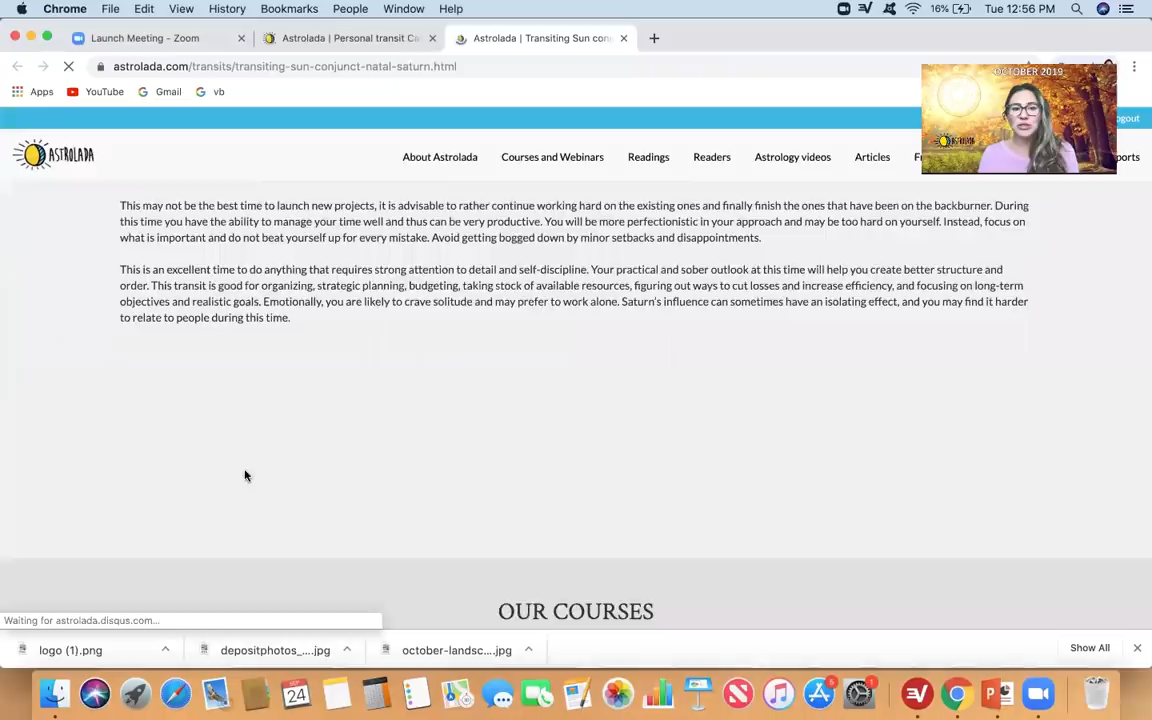 Chrome File Edit View History Bookmarks People Window Help 16% Tue 12:56 PM
Launch Meeting - Zoom Astrolada | Personal transit Ca Astrolada | Transiting Sun con
astrolada.com/transits/transiting-sun-conjunct-natal-saturn.html
Apps YouTube Gmail vb
OCTOBER 2019
ogout
ASTROLADA
About Astrolada Courses and Webinars Readings Readers Astrology videos Articles F ports
This may not be the best time to launch new projects, it is advisable to rather continue working hard on the existing ones and finally finish the ones that have been on the backburner. During
this time you have the ability to manage your time well and thus can be very productive. You will be more perfectionistic in your approach and may be too hard on yourself. Instead, focus on
what is important and do not beat yourself up for every mistake. Avoid getting bogged down by minor setbacks and disappointments.
This is an excellent time to do anything that requires strong attention to detail and self-discipline. Your practical and sober outlook at this time will help you create better structure and
order. This transit is good for organizing, strategic planning, budgeting, taking stock of available resources, figuring out ways to cut losses and increase efficiency, and focusing on long-term
objectives and realistic goals. Emotionally, you are likely to crave solitude and may prefer to work alone. Saturn's influence can sometimes have an isolating effect, and you may find it harder
to relate to people during this time.
OUR COURSES
Waiting for astrolada.disqus.com...
logo (1).png depositphotos_....jpg october-landsc....jpg Show All
SEP
24